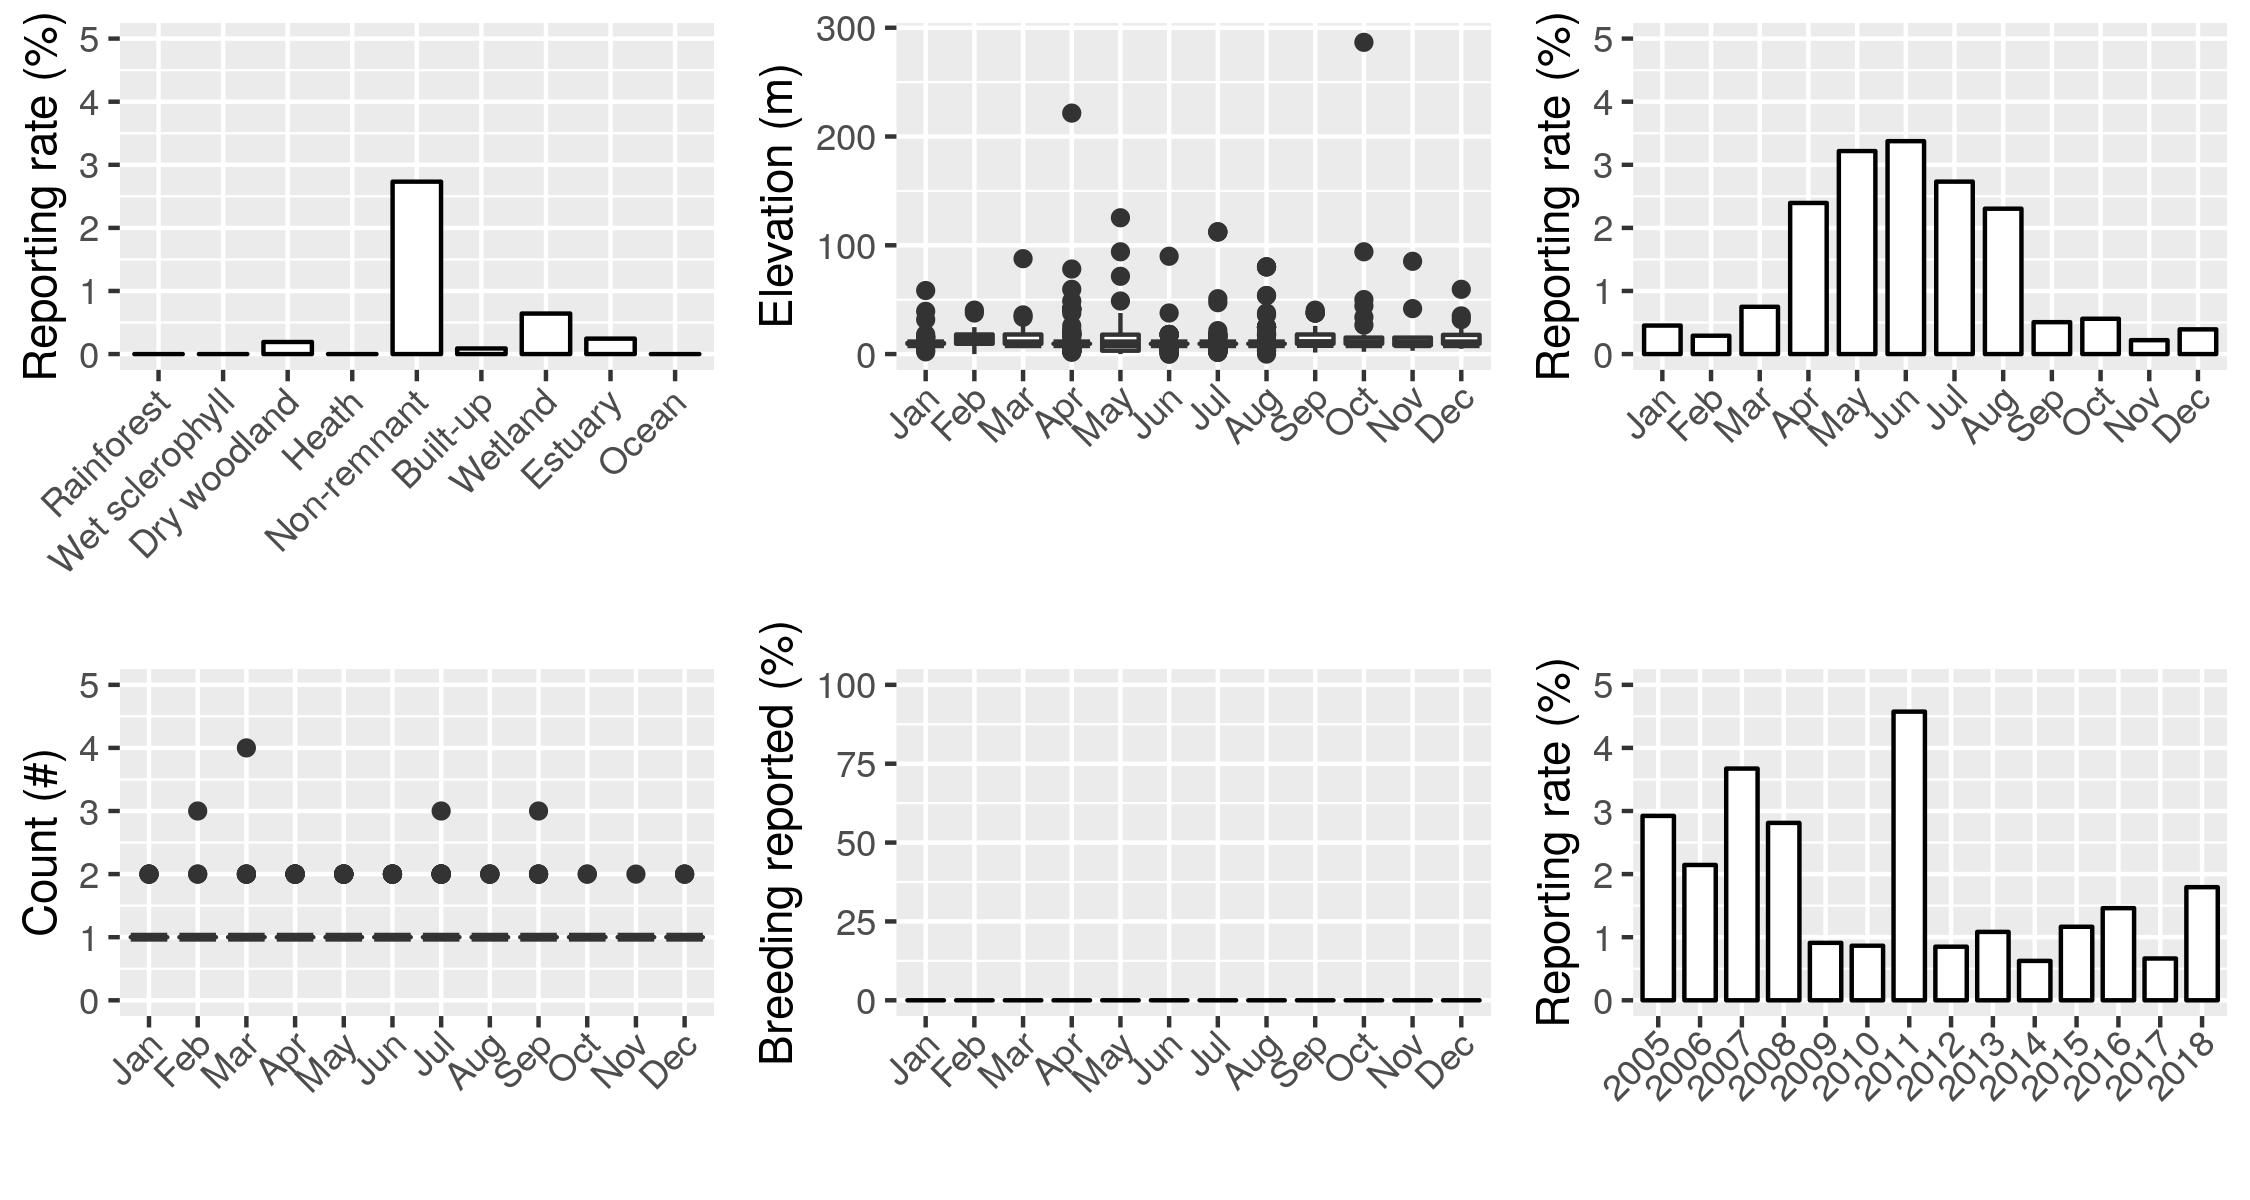 Reporting rate (%)
5
4
3
2
1
0
Rainforest
Wet sclerophyll
Dry woodland
Heath
Non-remnant
Built-up
Wetland
Estuary
Ocean
Elevation (m)
300
200
100
0
Jan
Feb
Mar
Apr
May
Jun
Jul
Aug
Sep
Oct
Nov
Dec
Reporting rate (%)
5
4
3
2
1
0
Jan
Feb
Mar
Apr
May
Jun
Jul
Aug
Sep
Oct
Nov
Dec
Count (#)
5
4
3
2
1
0
Jan
Feb
Mar
Apr
May
Jun
Jul
Aug
Sep
Oct
Nov
Dec
Breeding reported (%)
100
75
50
25
0
Jan
Feb
Mar
Apr
May
Jun
Jul
Aug
Sep
Oct
Nov
Dec
Reporting rate (%)
5
4
3
2
1
0
2005
2006
2007
2008
2009
2010
2011
2012
2013
2014
2015
2016
2017
2018